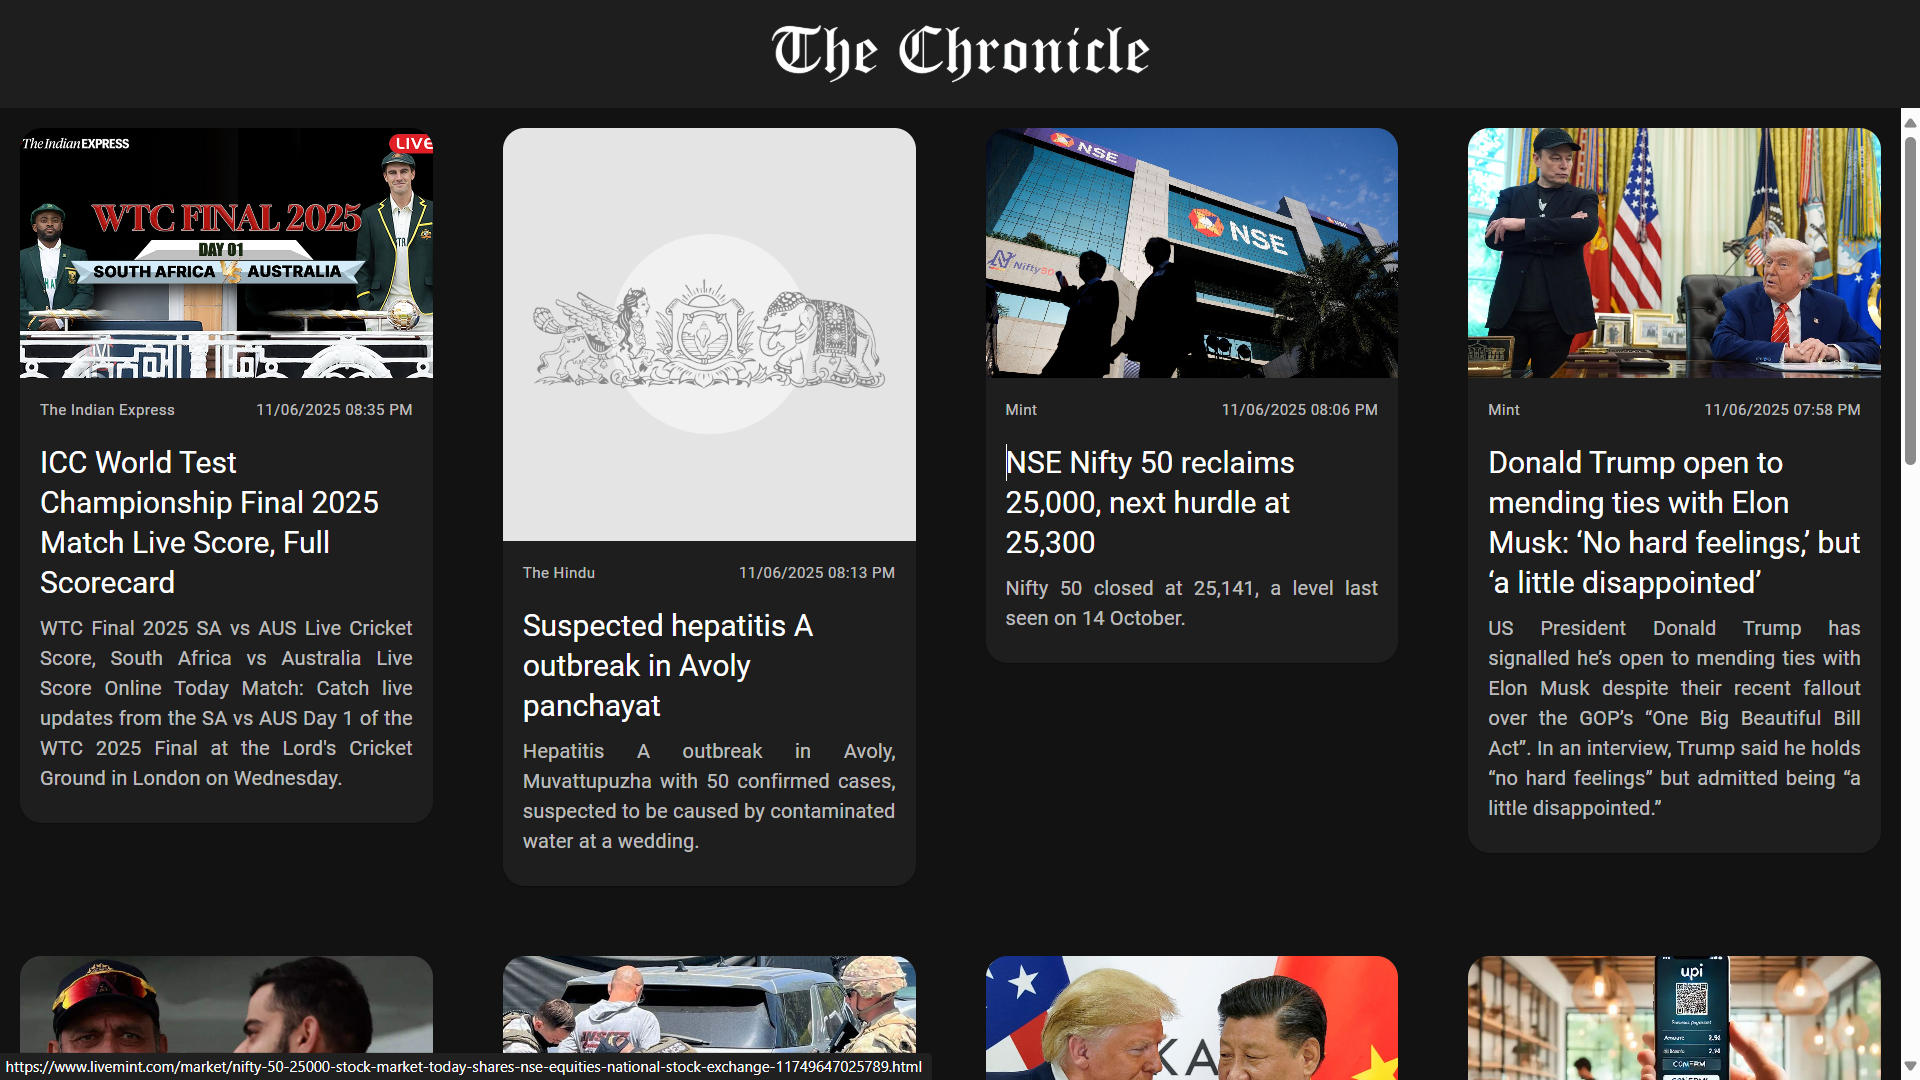 The Chronicle
The Indian EXPRESS
LIVE
WTC FINAL 2025
DAY 01
SOUTH AFRICA VS AUSTRALIA
The Indian Express 11/06/2025 08:35 PM
ICC World Test
Championship Final 2025
Match Live Score, Full
Scorecard
WTC Final 2025 SA vs AUS Live Cricket
Score, South Africa vs Australia Live
Score Online Today Match: Catch live
updates from the SA vs AUS Day 1 of the
WTC 2025 Final at the Lord's Cricket
Ground in London on Wednesday.
The Hindu 11/06/2025 08:13 PM
Suspected hepatitis A
outbreak in Avoly
panchayat
Hepatitis A outbreak in Avoly,
Muvattupuzha with 50 confirmed cases,
suspected to be caused by contaminated
water at a wedding.
NSE
NSE
Nifty50
Mint 11/06/2025 08:06 PM
NSE Nifty 50 reclaims
25,000, next hurdle at
25,300
Nifty 50 closed at 25,141, a level last
seen on 14 October.
Mint 11/06/2025 07:58 PM
Donald Trump open to
mending ties with Elon
Musk: ‘No hard feelings,’ but
‘a little disappointed’
US President Donald Trump has
signalled he’s open to mending ties with
Elon Musk despite their recent fallout
over the GOP’s “One Big Beautiful Bill
Act”. In an interview, Trump said he holds
“no hard feelings” but admitted being “a
little disappointed.”
KA
upi
https://www.livemint.com/market/nifty-50-25000-stock-market-today-shares-nse-equities-national-stock-exchange-11749647025789.html